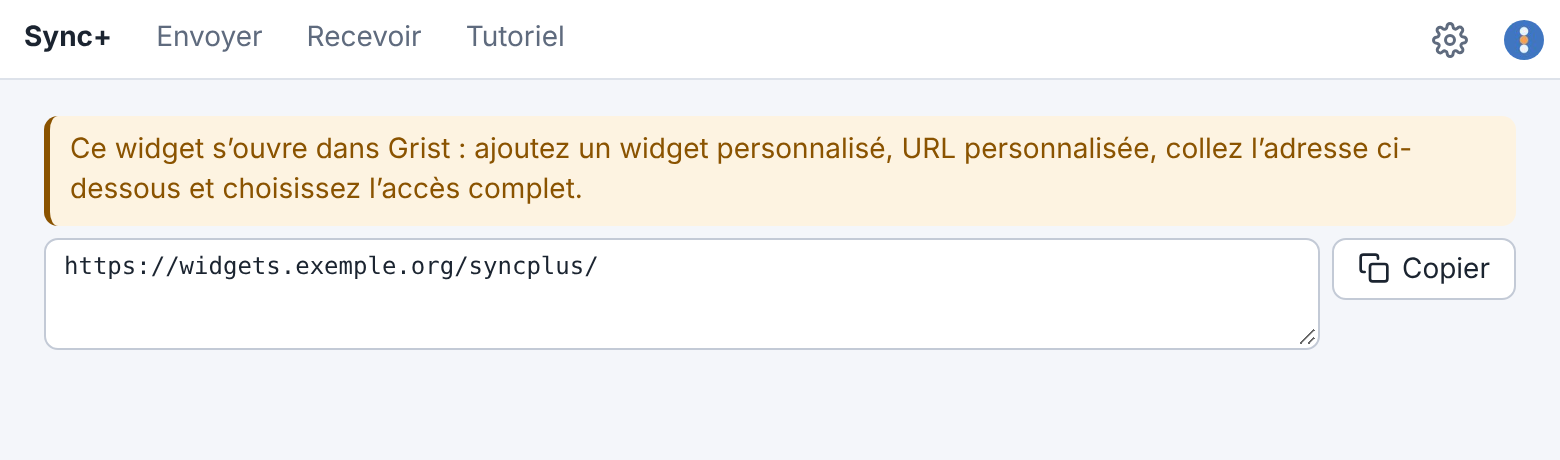 Sync+ Envoyer Recevoir Tutoriel
Ce widget s’ouvre dans Grist : ajoutez un widget personnalisé, URL personnalisée, collez l’adresse ci-
dessous et choisissez l’accès complet.
https://widgets.exemple.org/syncplus/
Copier